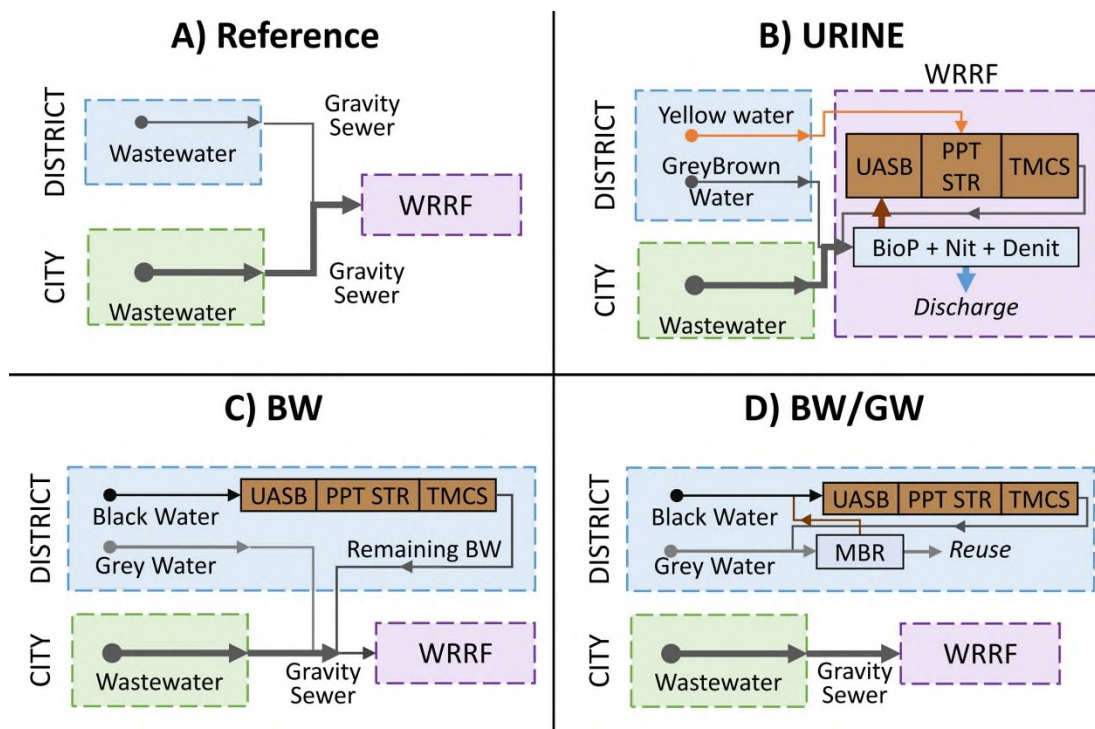 A) Reference
DISTRICT
Wastewater
Gravity
Sewer
WRRF
CITY
Wastewater
Gravity
Sewer
B) URINE
WRRF
DISTRICT
Yellow water
GreyBrown
Water
UASB
PPT
STR
TMCS
BioP + Nit + Denit
Discharge
CITY
Wastewater
C) BW
DISTRICT
Black Water
UASB
PPT STR
TMCS
Grey Water
Remaining BW
CITY
Wastewater
Gravity
Sewer
WRRF
D) BW/GW
DISTRICT
Black Water
UASB
PPT STR
TMCS
Grey Water
MBR
Reuse
CITY
Wastewater
Gravity
Sewer
WRRF